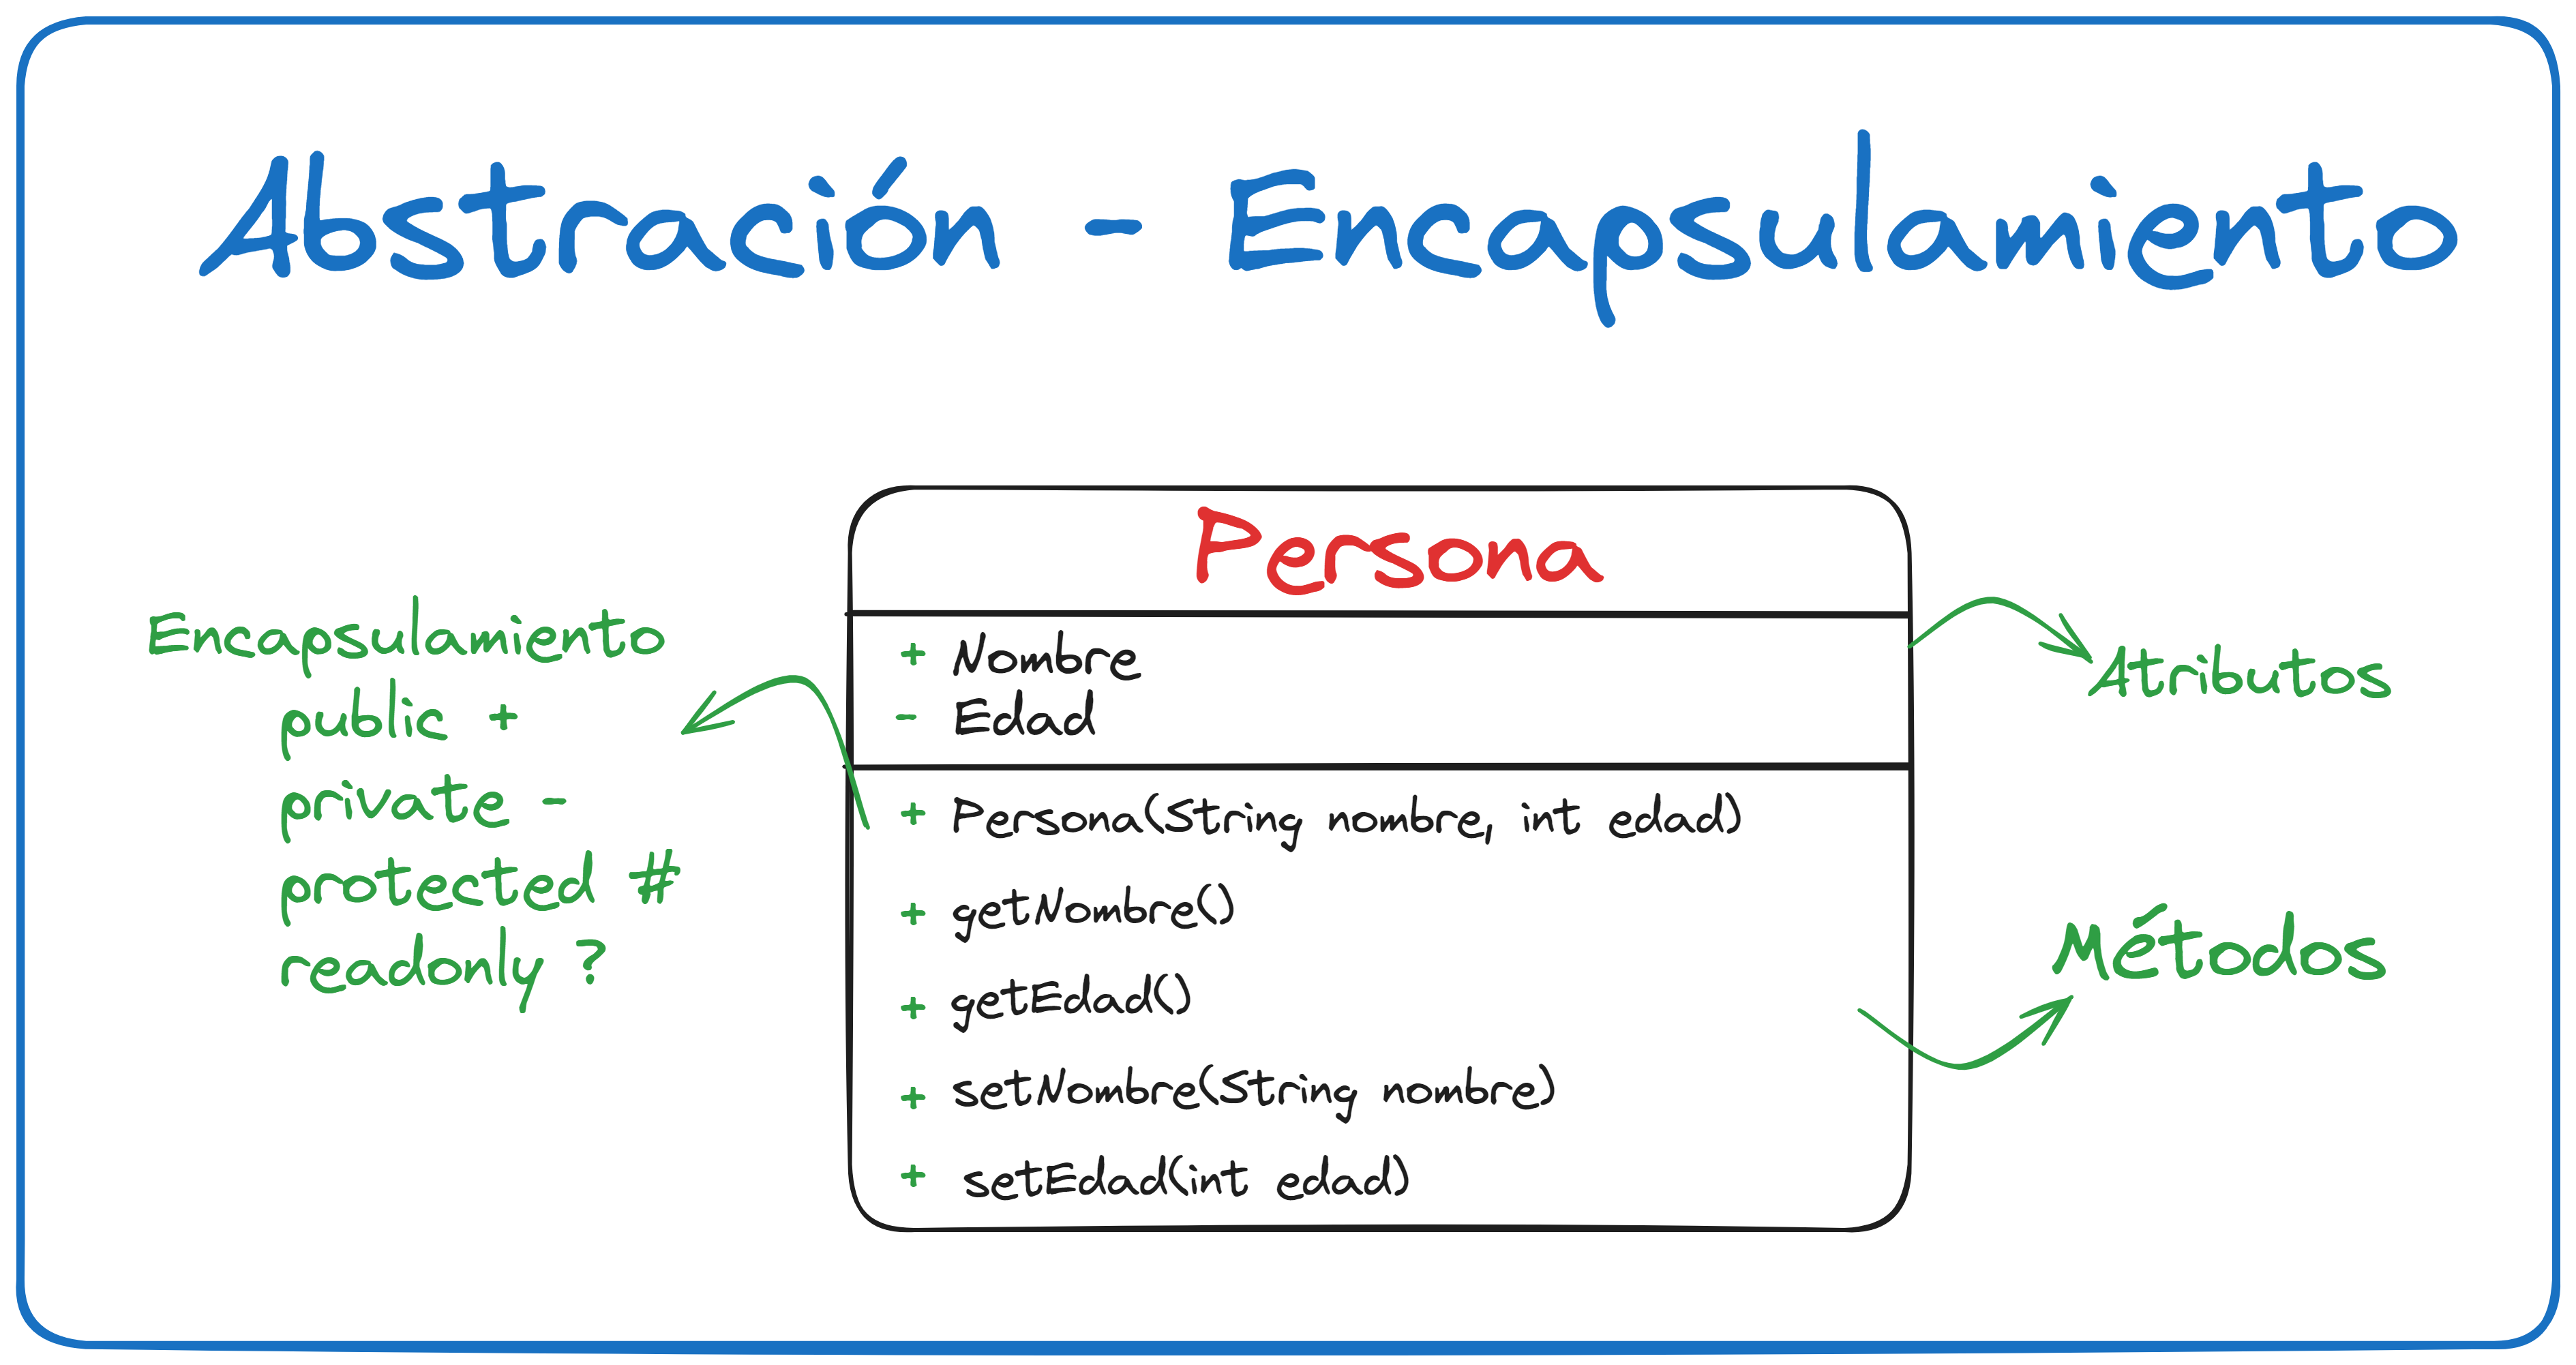 Abstración - Encapsulamiento
Persona
+ Nombre
- Edad
+ Persona(String nombre, int edad)
+ getNombre()
+ getEdad()
+ setNombre(String nombre)
+ setEdad(int edad)
Encapsulamiento
public +
private -
protected #
readonly ?
Atributos
Métodos